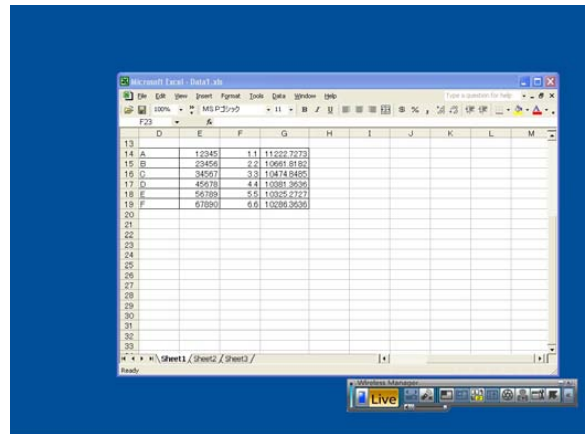 Microsoft Excel - Data1.xls
File Edit View Insert Format Tools Data Window Help Type a question for help
100% MS Pゴシック 11 B I U $ % ,
F23 fx
D E F G H I J K L M
13
14 A 12345 1.1 11222.7273
15 B 23456 2.2 10661.8182
16 C 34567 3.3 10474.8485
17 D 45678 4.4 10381.3636
18 E 56789 5.5 10325.2727
19 F 67890 6.6 10286.3636
20
21
22
23
24
25
26
27
28
29
30
31
32
33
Sheet1 / Sheet2 / Sheet3 /
Ready
Wireless Manager
Live